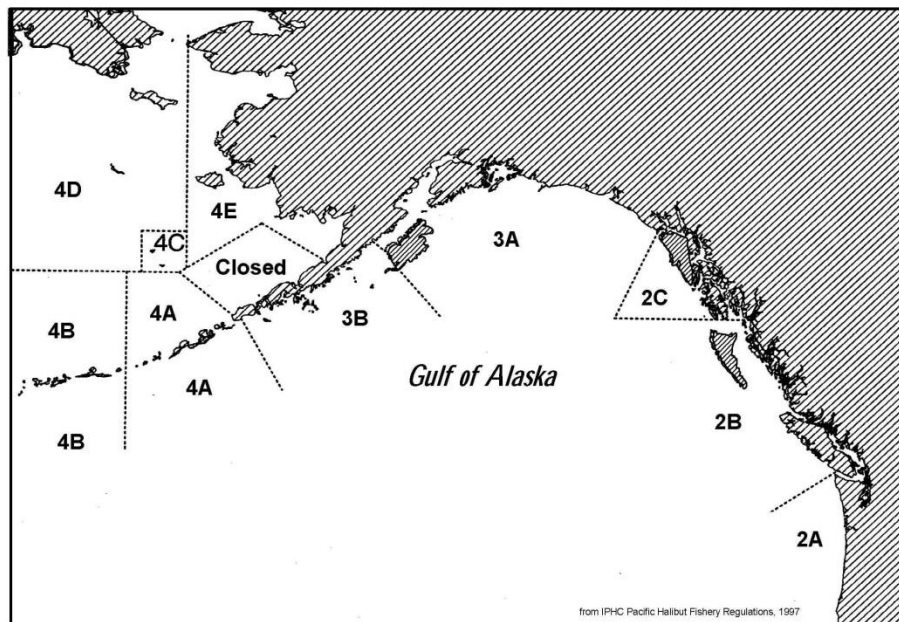 4D
4E
4C
3A
Closed
2C
4A
3B
4B
Gulf of Alaska
4A
2B
4B
2A
from IPHC Pacific Halibut Fishery Regulations, 1997